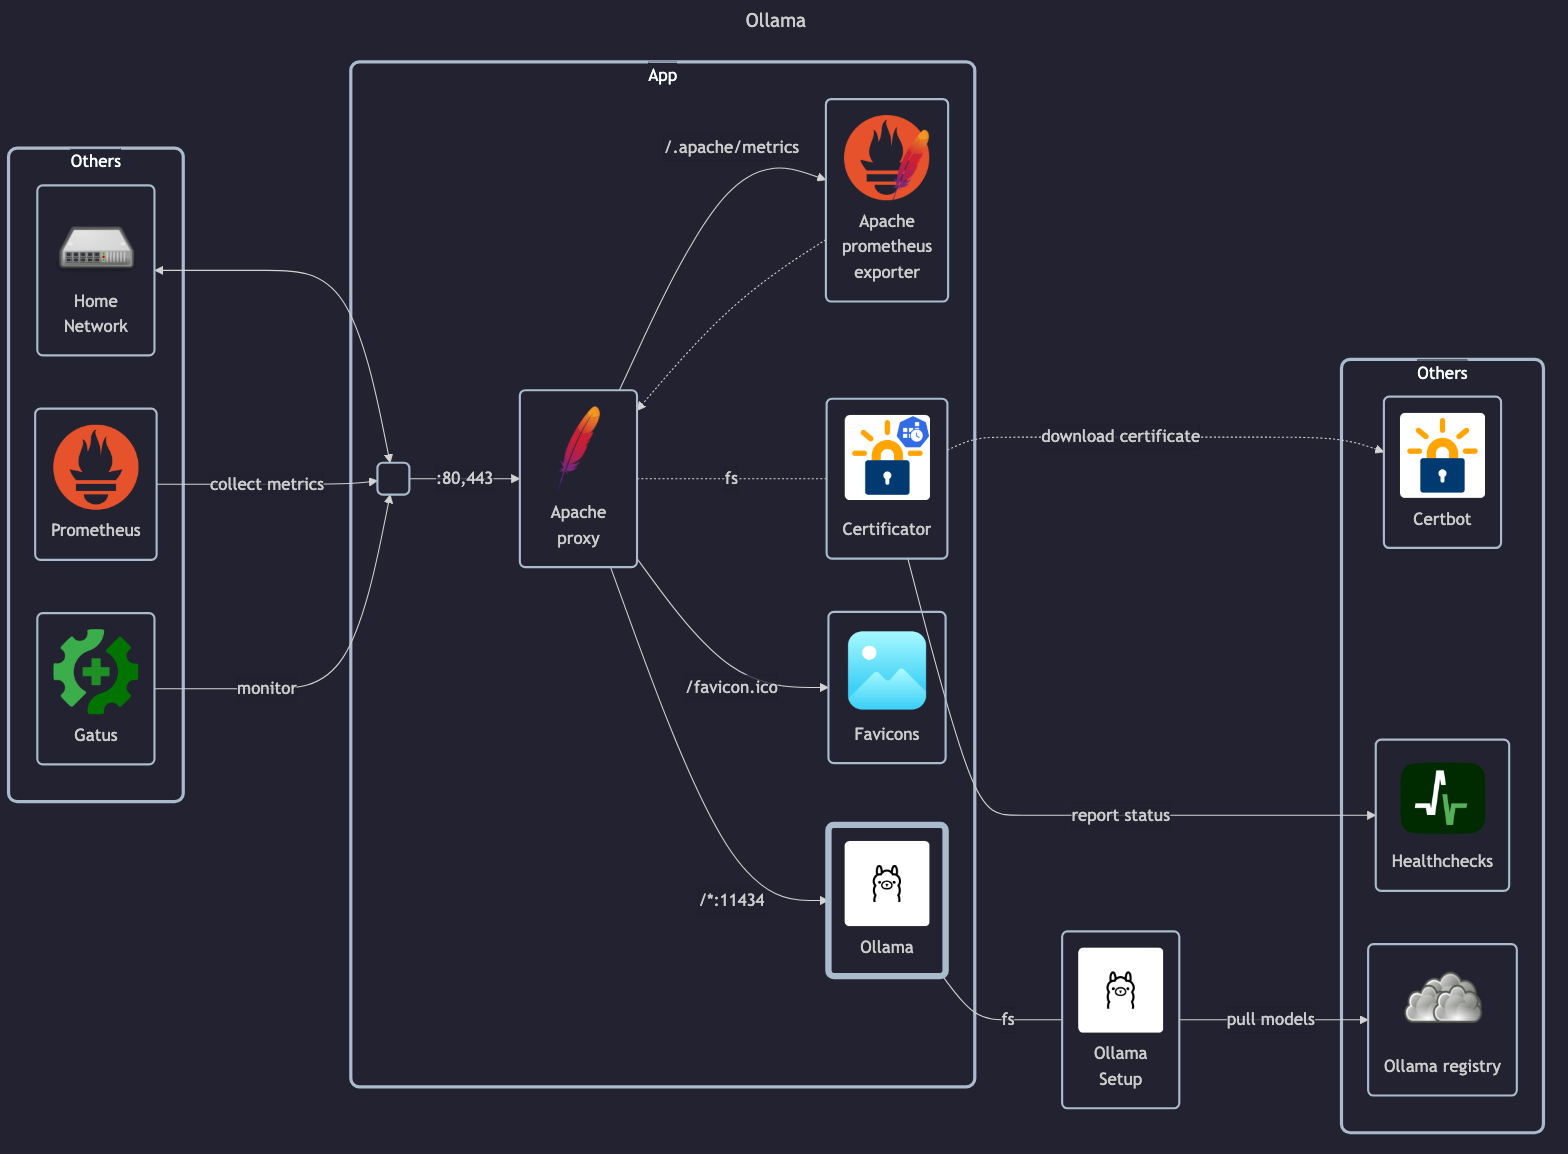 Ollama
App
Others
Home
Network
Prometheus
Gatus
collect metrics
monitor
:80,443
Apache
proxy
/.apache/metrics
fs
/favicon.ico
/*:11434
Apache
prometheus
exporter
Certificator
Favicons
Ollama
download certificate
report status
fs
Ollama
Setup
pull models
Others
Certbot
Healthchecks
Ollama registry